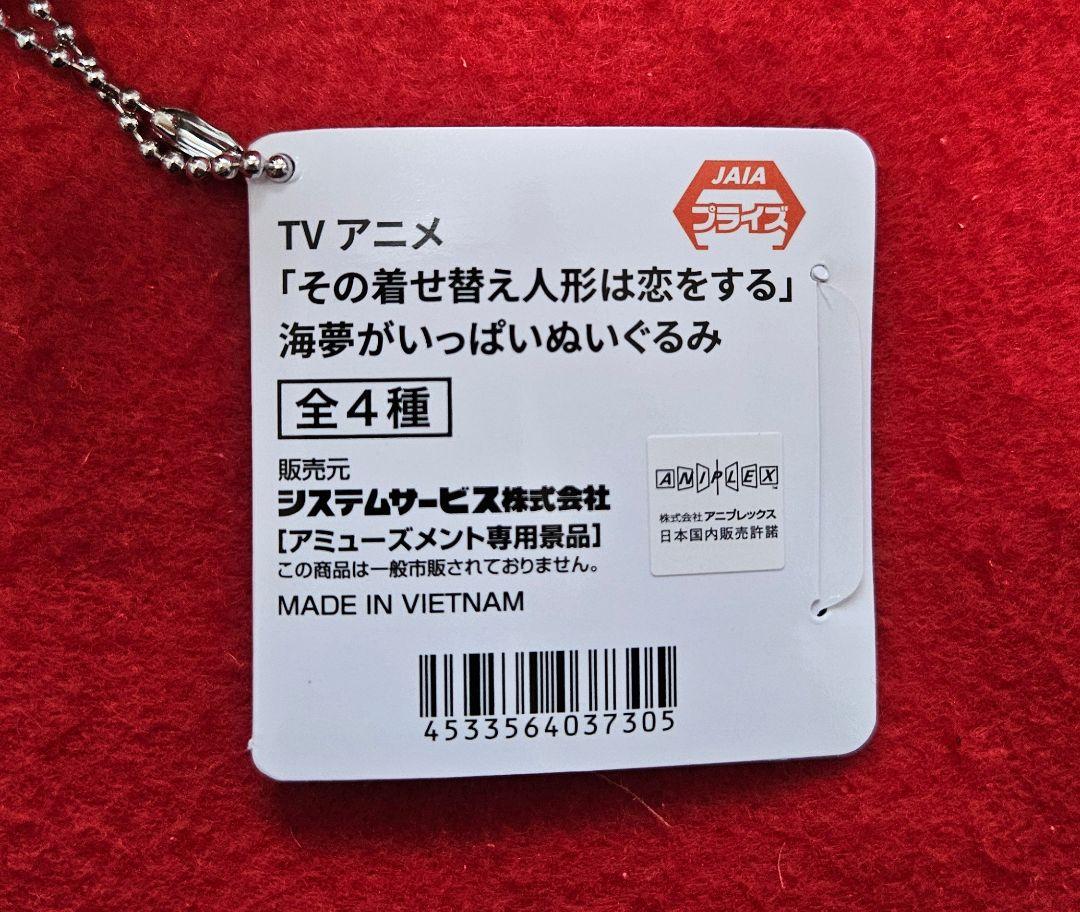 JAIA
プライズ
TV アニメ
「その着せ替え人形は恋をする」
海夢がいっぱいぬいぐるみ
全4種
販売元
システムサービス株式会社
[アミューズメント専用景品]
この商品は一般市販されておりません。
MADE IN VIETNAM
ANIPLEX
株式会社 アニプレックス
日本国内販売許諾
4533564037305